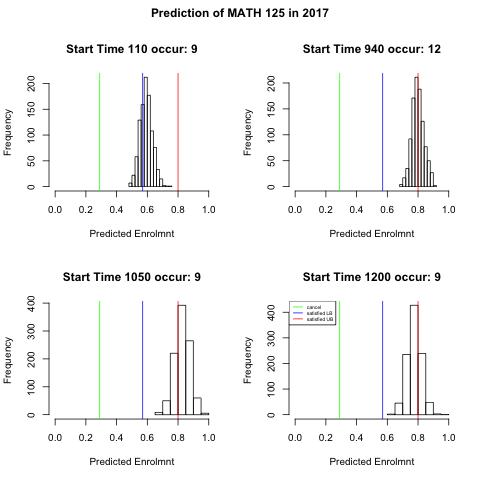 Prediction of MATH 125 in 2017
Start Time 110 occur: 9
Frequency
200
150
100
50
0
0.0 0.2 0.4 0.6 0.8 1.0
Predicted Enrolmnt
Start Time 940 occur: 12
Frequency
200
150
100
50
0
0.0 0.2 0.4 0.6 0.8 1.0
Predicted Enrolmnt
Start Time 1050 occur: 9
Frequency
400
300
200
100
0
0.0 0.2 0.4 0.6 0.8 1.0
Predicted Enrolmnt
Start Time 1200 occur: 9
cancel
satisfied LB
satisfied UB
Frequency
400
300
200
100
0
0.0 0.2 0.4 0.6 0.8 1.0
Predicted Enrolmnt